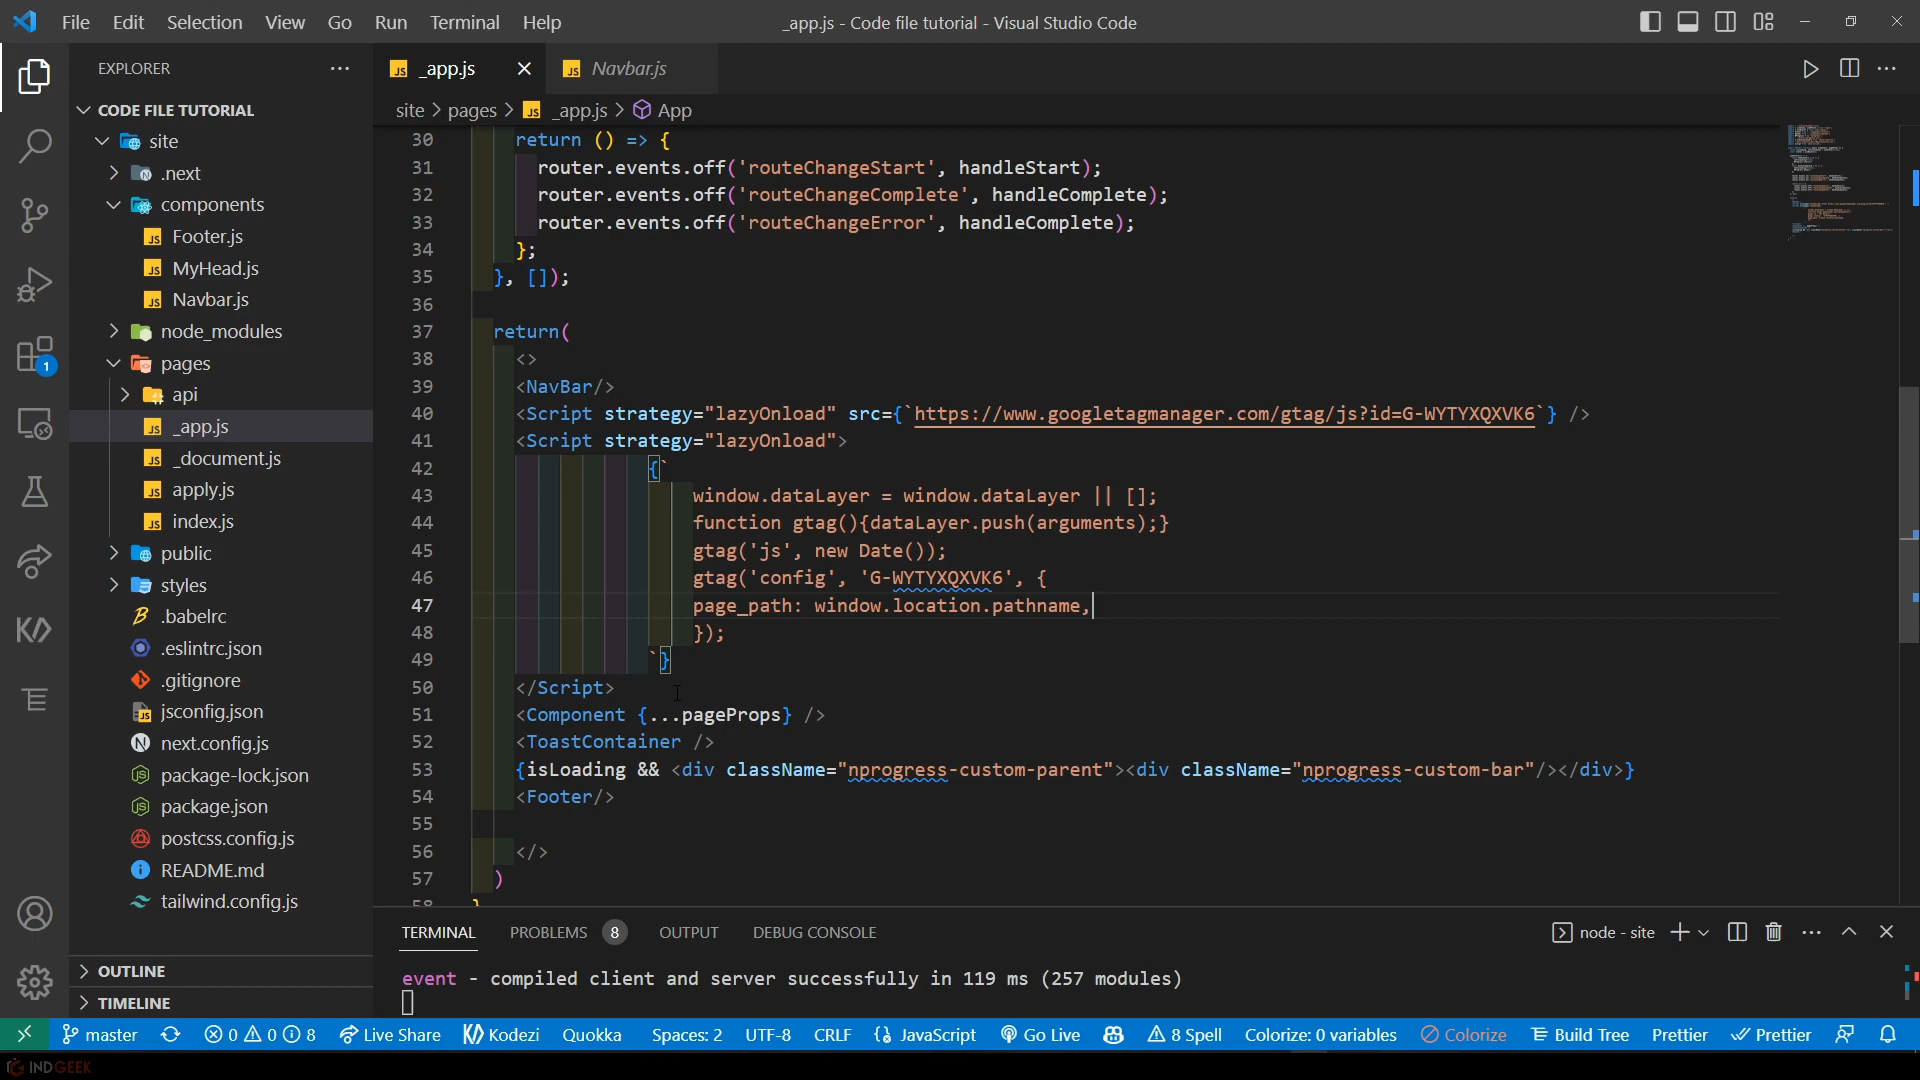 File Edit Selection View Go Run Terminal Help
_app.js - Code file tutorial - Visual Studio Code
EXPLORER
CODE FILE TUTORIAL
site
.next
components
Footer.js
MyHead.js
Navbar.js
node_modules
pages
api
_app.js
_document.js
apply.js
index.js
public
styles
.babelrc
.eslintrc.json
.gitignore
jsconfig.json
next.config.js
package-lock.json
package.json
postcss.config.js
README.md
tailwind.config.js
OUTLINE
TIMELINE
1
_app.js Navbar.js
site > pages > _app.js > App
30 return () => {
31 router.events.off('routeChangeStart', handleStart);
32 router.events.off('routeChangeComplete', handleComplete);
33 router.events.off('routeChangeError', handleComplete);
34 };
35 }, []);
36
37 return(
38 <>
39 <NavBar/>
40 <Script strategy="lazyOnload" src={`https://www.googletagmanager.com/gtag/js?id=G-WYTYXQXVK6`} />
41 <Script strategy="lazyOnload">
42 {`
43 window.dataLayer = window.dataLayer || [];
44 function gtag(){dataLayer.push(arguments);}
45 gtag('js', new Date());
46 gtag('config', 'G-WYTYXQXVK6', {
47 page_path: window.location.pathname,
48 });
49 `}
50 </Script>
51 <Component {...pageProps} />
52 <ToastContainer />
53 {isLoading && <div className="nprogress-custom-parent"><div className="nprogress-custom-bar"/></div>}
54 <Footer/>
55
56 </>
57 )
58 }
TERMINAL PROBLEMS 8 OUTPUT DEBUG CONSOLE
node - site
event - compiled client and server successfully in 119 ms (257 modules)
master 0 0 8 Live Share Kodezi Quokka Spaces: 2 UTF-8 CRLF JavaScript Go Live 8 Spell Colorize: 0 variables Colorize Build Tree Prettier Prettier
INDGEEK